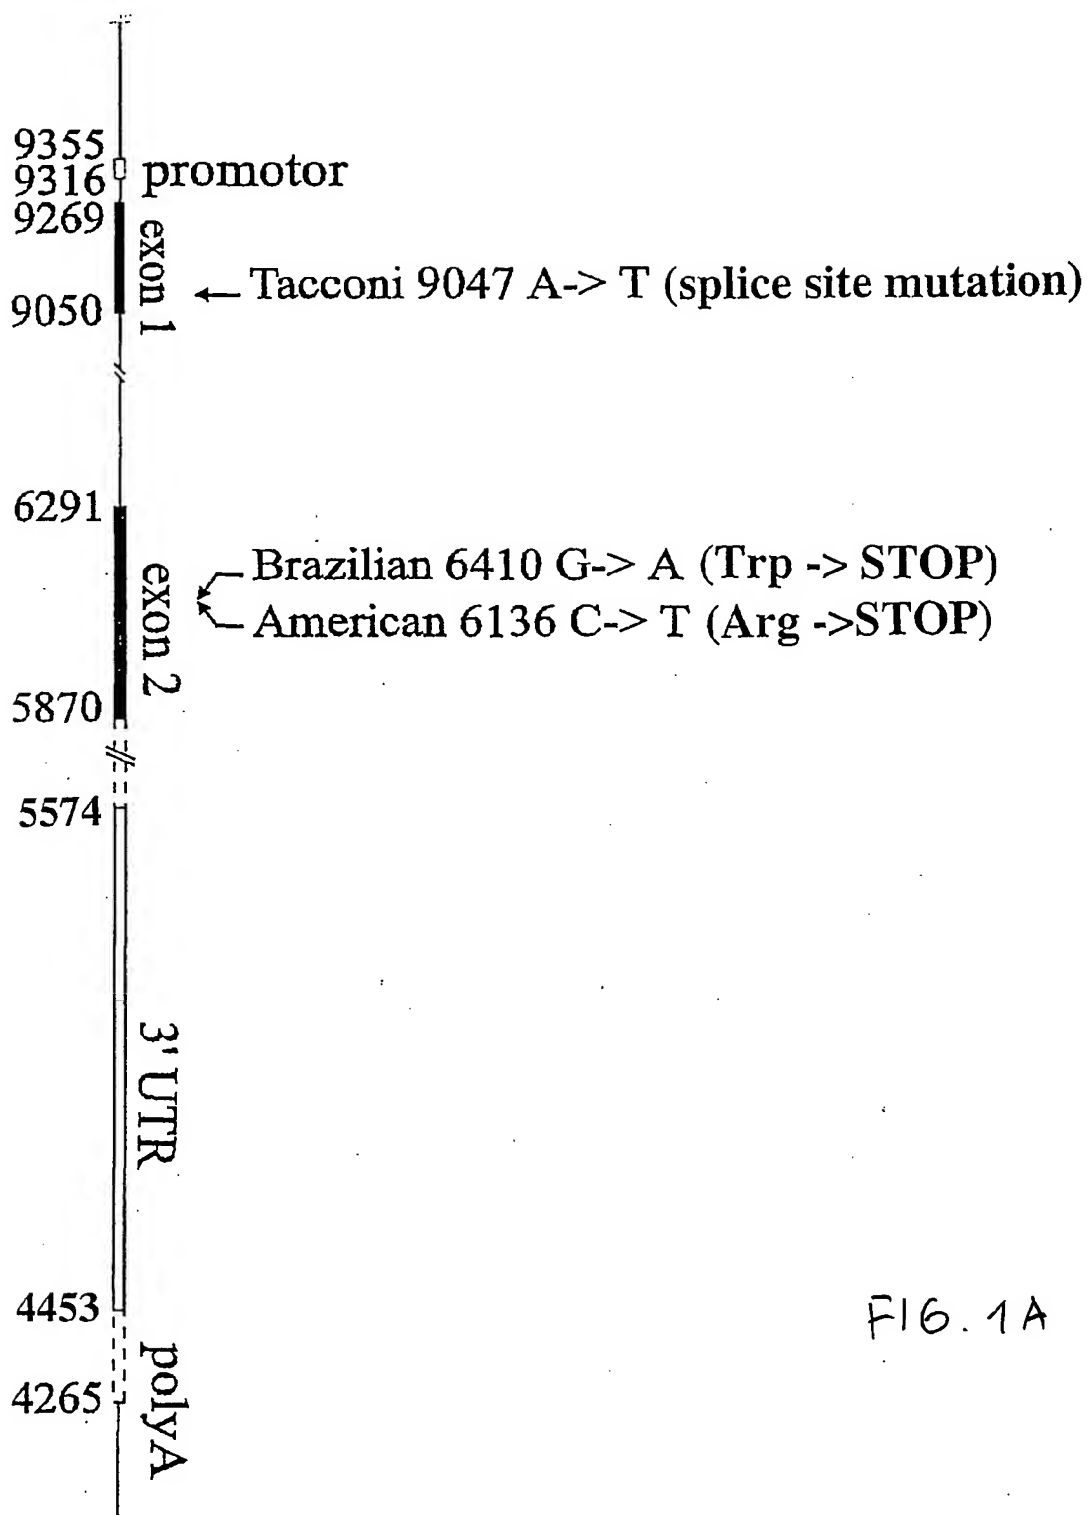 9355
9316
promotor
9269
exon 1
Tacconi 9047 A-> T (splice site mutation)
9050
6291
exon 2
Brazilian 6410 G-> A (Trp -> STOP)
American 6136 C-> T (Arg ->STOP)
5870
5574
3' UTR
4453
FIG. 1A
polyA
4265